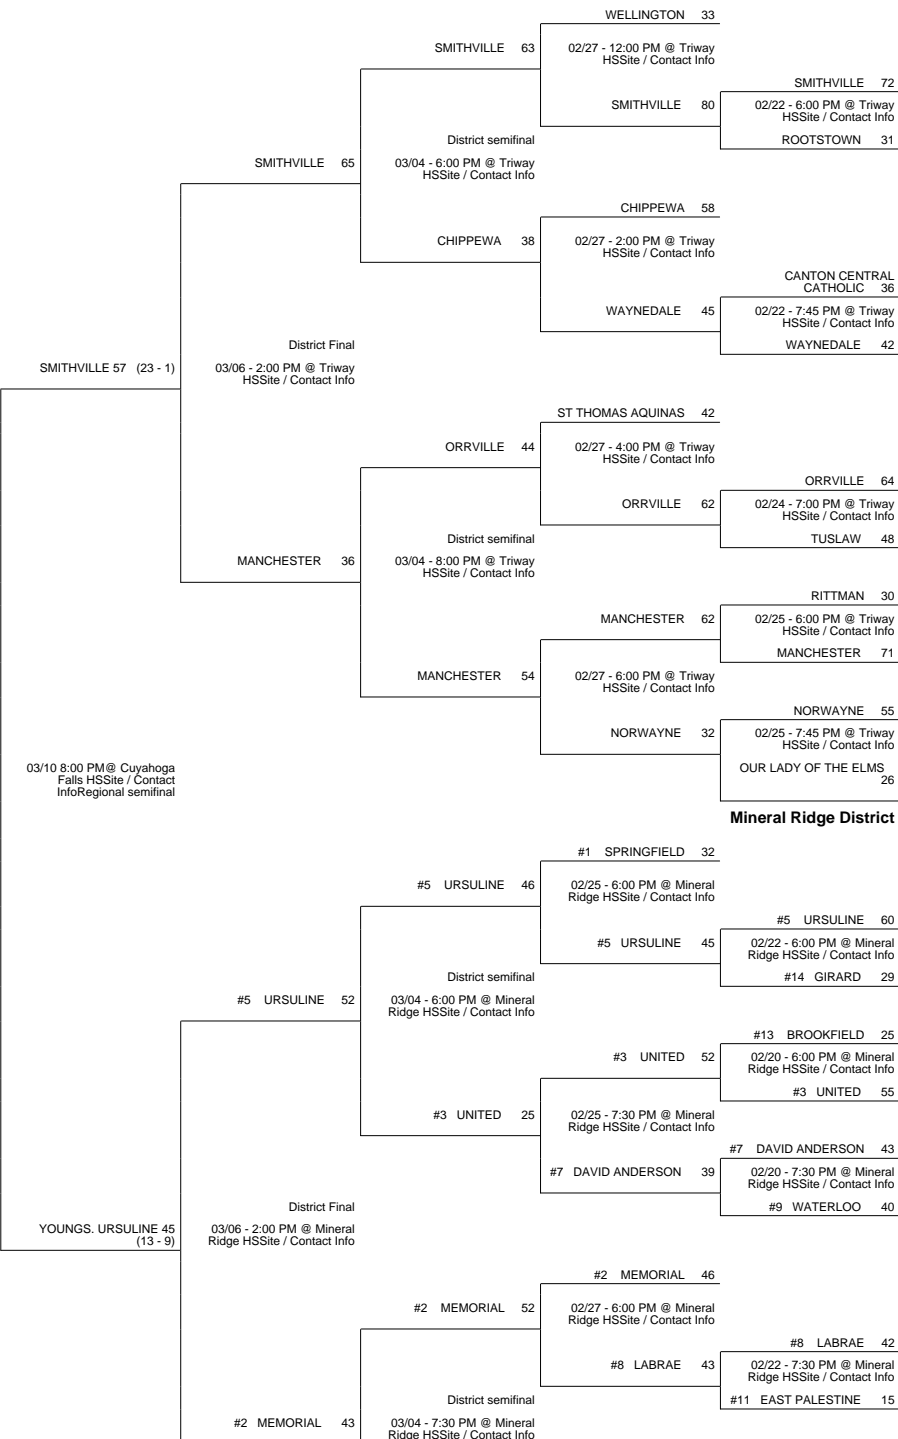 WELLINGTON 33
SMITHVILLE 63
02/27 - 12:00 PM @ Triway
HSSite / Contact Info
SMITHVILLE 72
SMITHVILLE 80
02/22 - 6:00 PM @ Triway
HSSite / Contact Info
District semifinal
ROOTSTOWN 31
SMITHVILLE 65
03/04 - 6:00 PM @ Triway
HSSite / Contact Info
CHIPPEWA 58
CHIPPEWA 38
02/27 - 2:00 PM @ Triway
HSSite / Contact Info
CANTON CENTRAL
CATHOLIC 36
WAYNEDALE 45
02/22 - 7:45 PM @ Triway
HSSite / Contact Info
District Final
WAYNEDALE 42
SMITHVILLE 57 (23 - 1)
03/06 - 2:00 PM @ Triway
HSSite / Contact Info
ST THOMAS AQUINAS 42
ORRVILLE 44
02/27 - 4:00 PM @ Triway
HSSite / Contact Info
ORRVILLE 64
ORRVILLE 62
02/24 - 7:00 PM @ Triway
HSSite / Contact Info
District semifinal
TUSLAW 48
MANCHESTER 36
03/04 - 8:00 PM @ Triway
HSSite / Contact Info
RITTMAN 30
MANCHESTER 62
02/25 - 6:00 PM @ Triway
HSSite / Contact Info
MANCHESTER 71
MANCHESTER 54
02/27 - 6:00 PM @ Triway
HSSite / Contact Info
NORWAYNE 55
NORWAYNE 32
02/25 - 7:45 PM @ Triway
HSSite / Contact Info
03/10 8:00 PM@ Cuyahoga
Falls HSSite / Contact
InfoRegional semifinal
OUR LADY OF THE ELMS
26
Mineral Ridge District
#1 SPRINGFIELD 32
#5 URSULINE 46
02/25 - 6:00 PM @ Mineral
Ridge HSSite / Contact Info
#5 URSULINE 60
#5 URSULINE 45
02/22 - 6:00 PM @ Mineral
Ridge HSSite / Contact Info
District semifinal
#14 GIRARD 29
#5 URSULINE 52
03/04 - 6:00 PM @ Mineral
Ridge HSSite / Contact Info
#13 BROOKFIELD 25
#3 UNITED 52
02/20 - 6:00 PM @ Mineral
Ridge HSSite / Contact Info
#3 UNITED 55
#3 UNITED 25
02/25 - 7:30 PM @ Mineral
Ridge HSSite / Contact Info
#7 DAVID ANDERSON 43
#7 DAVID ANDERSON 39
02/20 - 7:30 PM @ Mineral
Ridge HSSite / Contact Info
District Final
#9 WATERLOO 40
YOUNGS. URSULINE 45
(13 - 9)
03/06 - 2:00 PM @ Mineral
Ridge HSSite / Contact Info
#2 MEMORIAL 46
#2 MEMORIAL 52
02/27 - 6:00 PM @ Mineral
Ridge HSSite / Contact Info
#8 LABRAE 42
#8 LABRAE 43
02/22 - 7:30 PM @ Mineral
Ridge HSSite / Contact Info
District semifinal
#11 EAST PALESTINE 15
#2 MEMORIAL 43
03/04 - 7:30 PM @ Mineral
Ridge HSSite / Contact Info